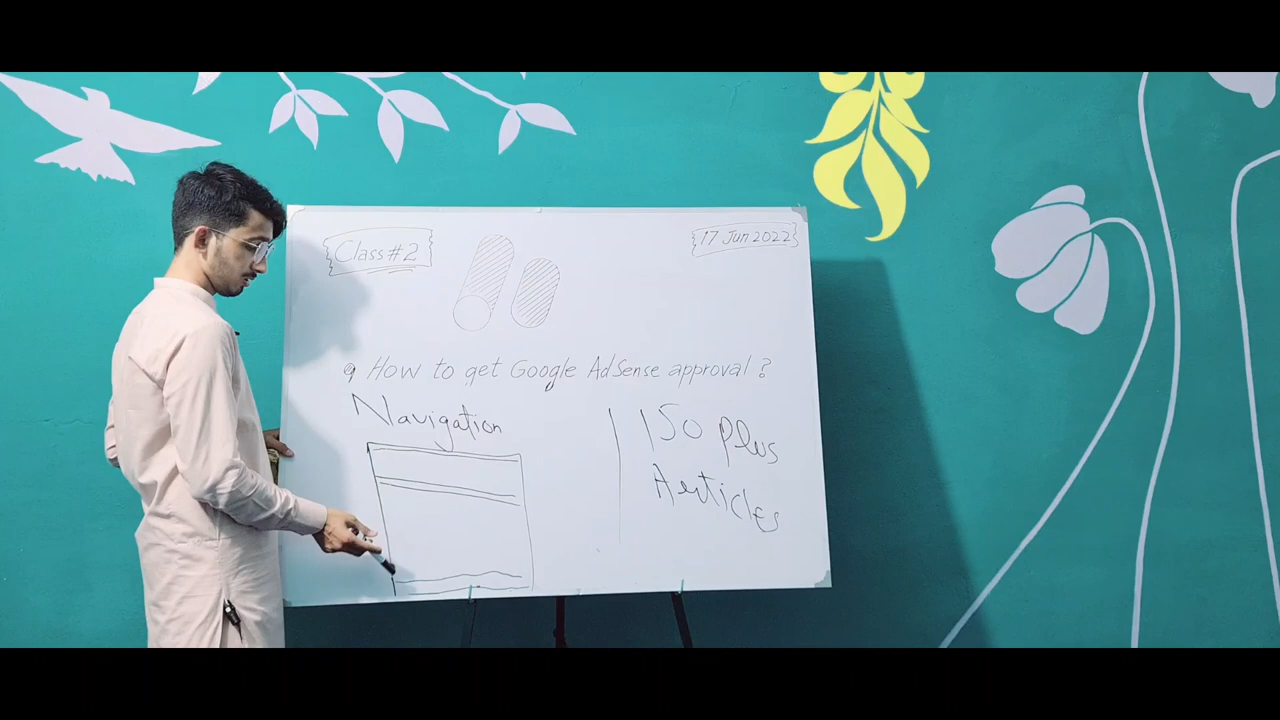 Class #2
17 Jun 2022
How to get Google AdSense approval?
Navigation
150 plus
Articles